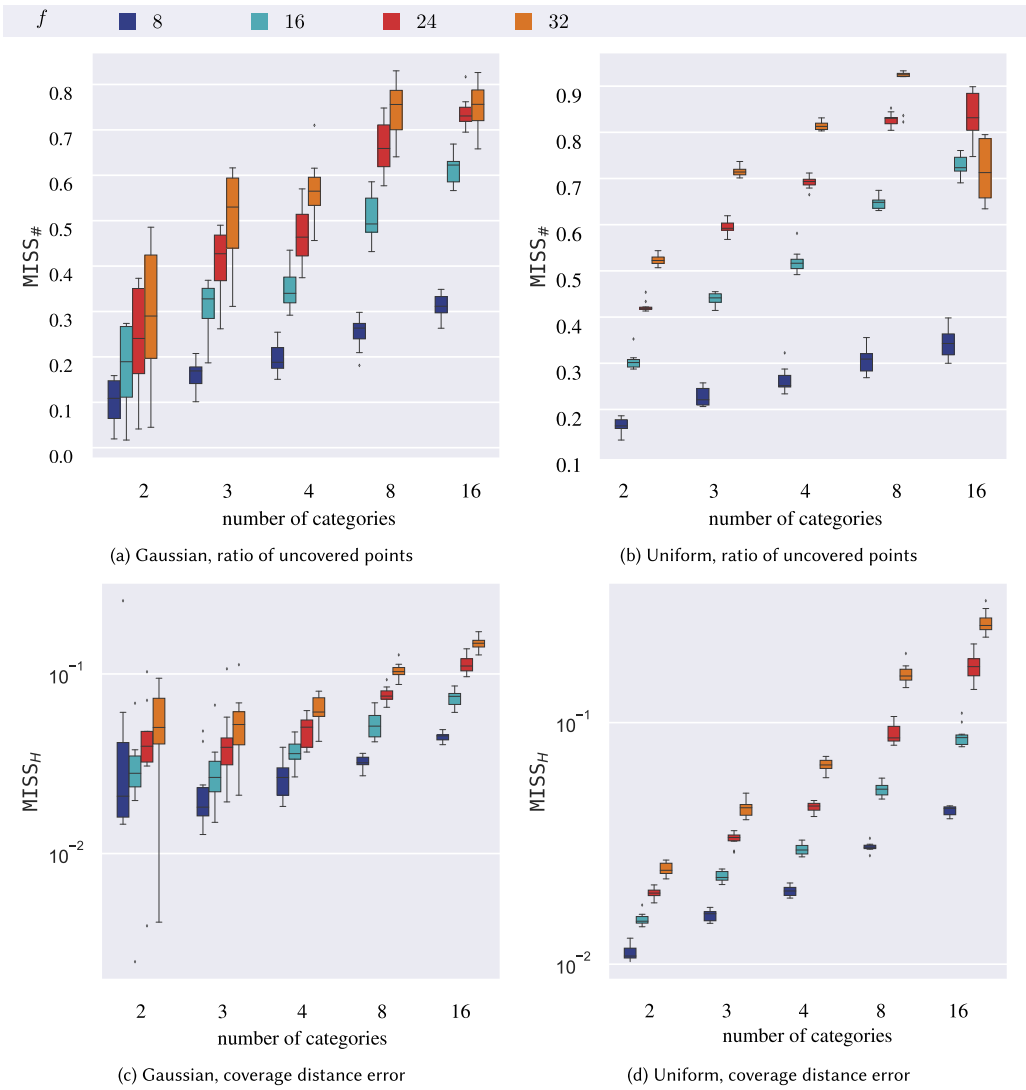 f 8 16 24 32
MISS#
0.8
0.7
0.6
0.5
0.4
0.3
0.2
0.1
0.0
2 3 4 8 16
number of categories
(a) Gaussian, ratio of uncovered points
MISS#
0.9
0.8
0.7
0.6
0.5
0.4
0.3
0.2
0.1
2 3 4 8 16
number of categories
(b) Uniform, ratio of uncovered points
MISS_H
10⁻¹
10⁻²
2 3 4 8 16
number of categories
(c) Gaussian, coverage distance error
MISS_H
10⁻¹
10⁻²
2 3 4 8 16
number of categories
(d) Uniform, coverage distance error